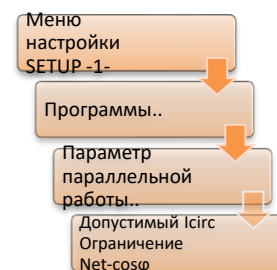 Меню
настройки
SETUP -1-
Программы..
Параметр
параллельной
работы..
Допустимый Icirc
Ограничение
Net-cosφ